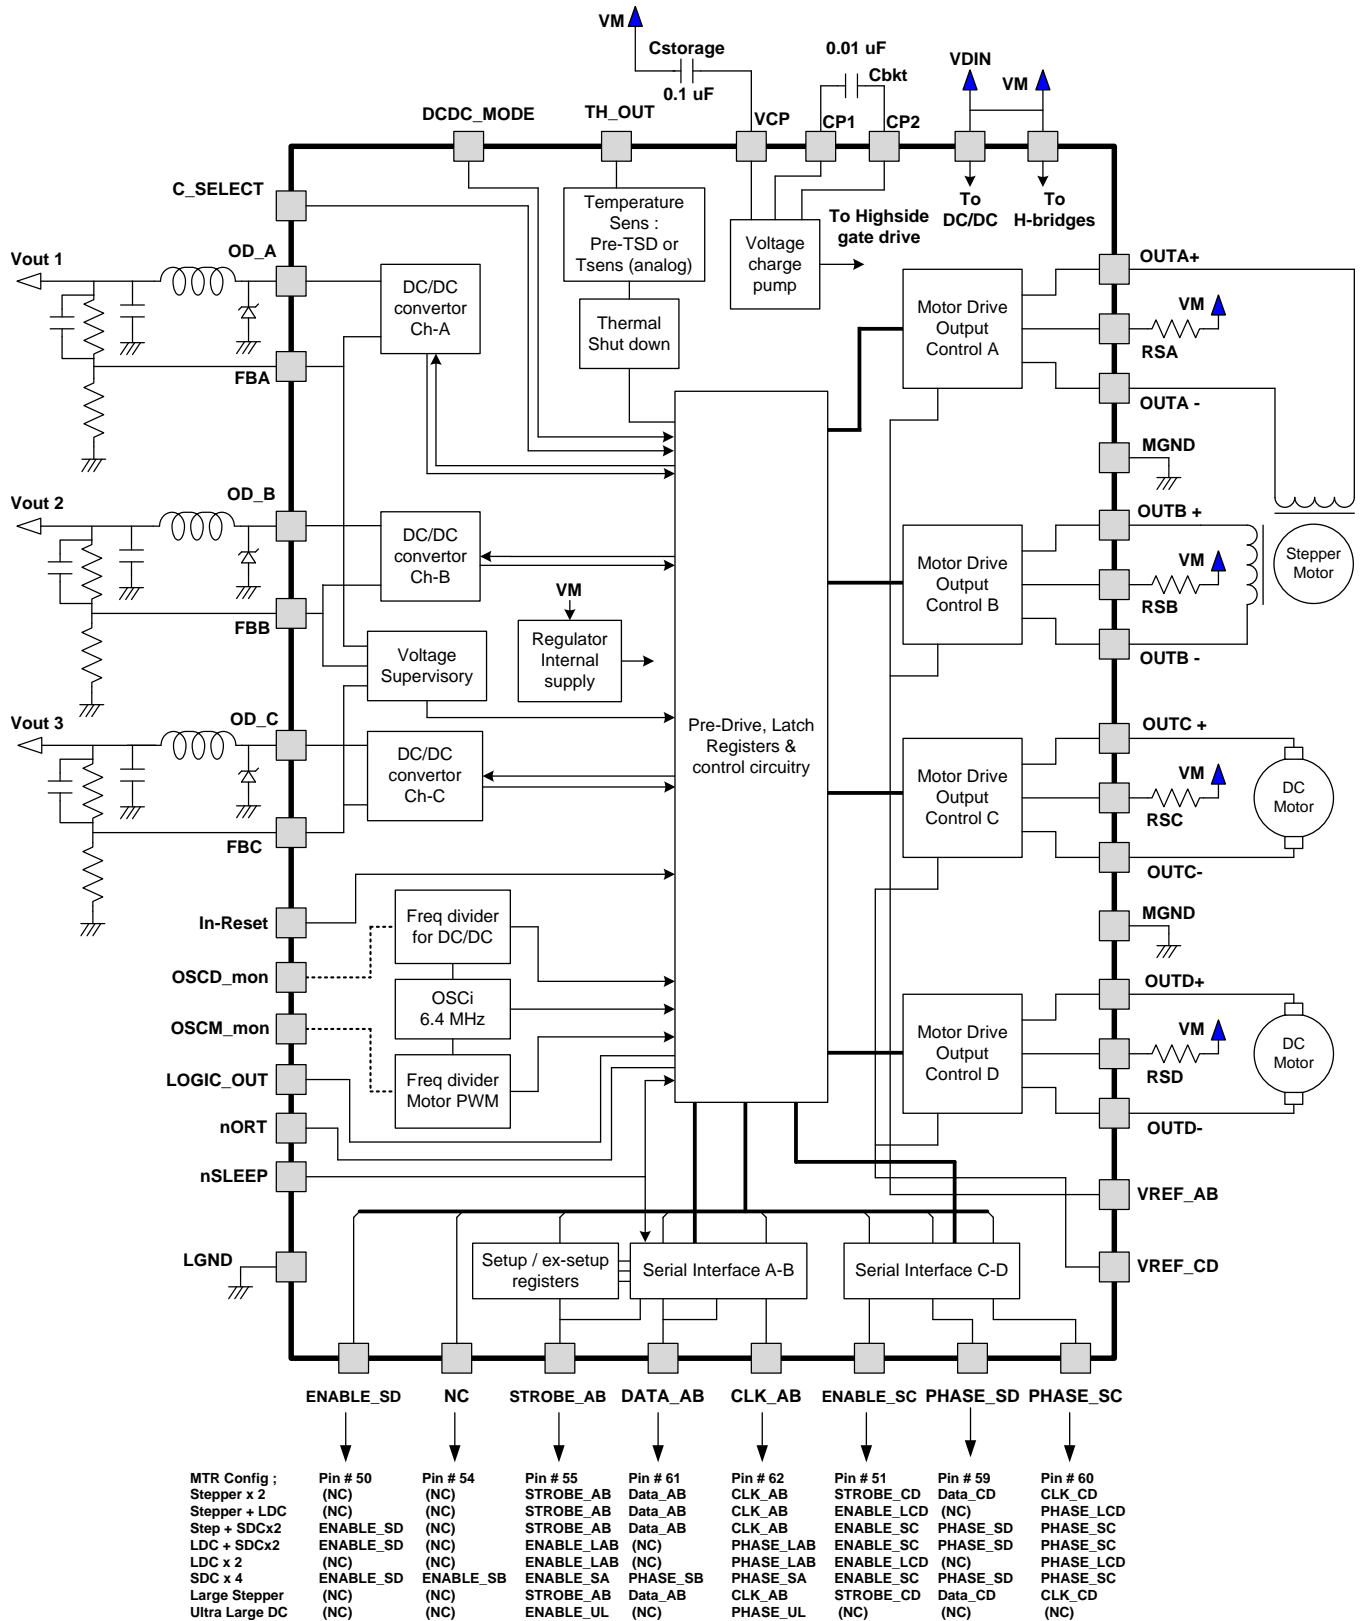 VM
Cstorage
0.1 uF
0.01 uF
Cbkt
VDIN
VM
DCDC_MODE
TH_OUT
VCP
CP1
CP2
C_SELECT
Temperature
Sens :
Pre-TSD or
Tsens (analog)
Voltage
charge
pump
To Highside
gate drive
To
DC/DC
To
H-bridges
Thermal
Shut down
Vout 1
OD_A
DC/DC
convertor
Ch-A
FBA
Motor Drive
Output
Control A
OUTA+
VM
RSA
OUTA -
MGND
Vout 2
OD_B
DC/DC
convertor
Ch-B
FBB
VM
Regulator
Internal
supply
Voltage
Supervisory
Motor Drive
Output
Control B
OUTB +
VM
RSB
OUTB -
Stepper
Motor
Vout 3
OD_C
DC/DC
convertor
Ch-C
FBC
Pre-Drive, Latch
Registers &
control circuitry
Motor Drive
Output
Control C
OUTC +
VM
RSC
OUTC-
DC
Motor
MGND
In-Reset
OSCD_mon
OSCM_mon
LOGIC_OUT
nORT
nSLEEP
LGND
Freq divider
for DC/DC
OSCi
6.4 MHz
Freq divider
Motor PWM
Motor Drive
Output
Control D
OUTD+
VM
RSD
OUTD-
DC
Motor
VREF_AB
VREF_CD
Setup / ex-setup
registers
Serial Interface A-B
Serial Interface C-D
ENABLE_SD NC STROBE_AB DATA_AB CLK_AB ENABLE_SC PHASE_SD PHASE_SC
MTR Config ; Pin # 50 Pin # 54 Pin # 55 Pin # 61 Pin # 62 Pin # 51 Pin # 59 Pin # 60
Stepper x 2 (NC) (NC) STROBE_AB Data_AB CLK_AB STROBE_CD Data_CD CLK_CD
Stepper + LDC (NC) (NC) STROBE_AB Data_AB CLK_AB ENABLE_LCD (NC) PHASE_LCD
Step + SDCx2 ENABLE_SD (NC) STROBE_AB Data_AB CLK_AB ENABLE_SC PHASE_SD PHASE_SC
LDC + SDCx2 ENABLE_SD (NC) ENABLE_LAB (NC) PHASE_LAB ENABLE_SC PHASE_SD PHASE_SC
LDC x 2 (NC) (NC) ENABLE_LAB (NC) PHASE_LAB ENABLE_LCD (NC) PHASE_LCD
SDC x 4 ENABLE_SD ENABLE_SB ENABLE_SA PHASE_SB PHASE_SA ENABLE_SC PHASE_SD PHASE_SC
Large Stepper (NC) (NC) STROBE_AB Data_AB CLK_AB STROBE_CD Data_CD CLK_CD
Ultra Large DC (NC) (NC) ENABLE_UL (NC) PHASE_UL (NC) (NC) (NC)